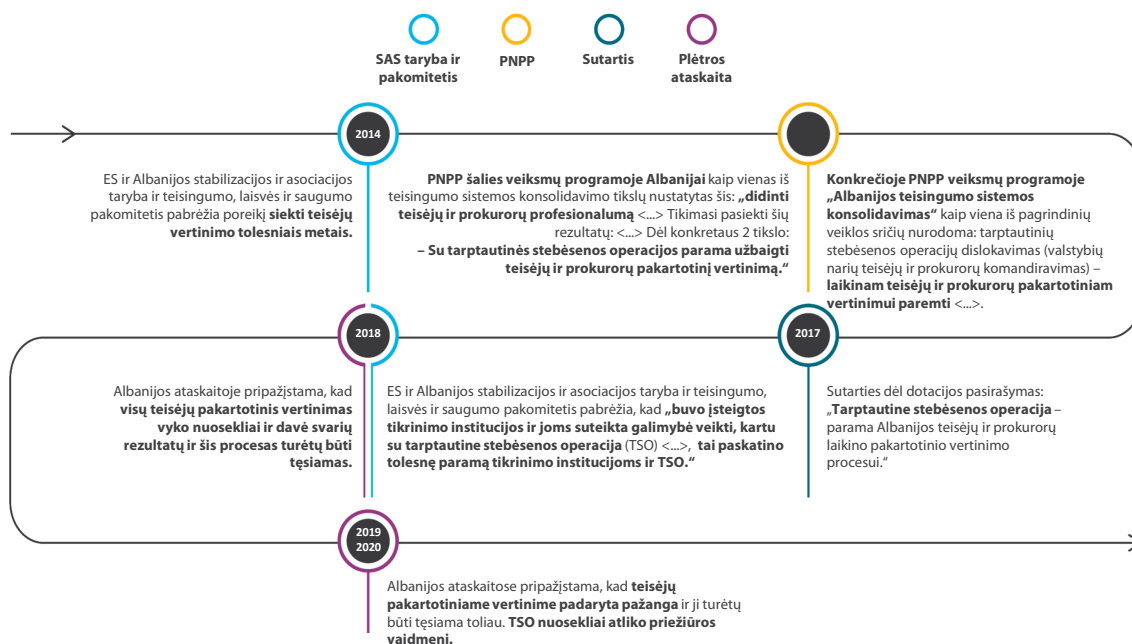 SAS taryba ir
pakomitetis
PNPP
Sutartis
Plėtros
ataskaita
2014
ES ir Albanijos stabilizacijos ir asociacijos
taryba ir teisingumo, laisvės ir saugumo
pakomitetis pabrėžia poreikį siekti teisėjų
vertinimo tolesniais metais.
PNPP šalies veiksmų programoje Albanijai kaip vienas iš
teisingumo sistemos konsolidavimo tikslų nustatytas šis: „didinti
teisėjų ir prokurorų profesionalumą <...> Tikimasi pasiekti šių
rezultatų: <...> Dėl konkretaus 2 tikslo:
– Su tarptautinės stebėsenos operacijos parama užbaigti
teisėjų ir prokurorų pakartotinį vertinimą.“
Konkrečioje PNPP veiksmų programoje
„Albanijos teisingumo sistemos
konsolidavimas“ kaip viena iš pagrindinių
veiklos sričių nurodoma: tarptautinių
stebėsenos operacijų dislokavimas (valstybių
narių teisėjų ir prokurorų komandiravimas) –
laikinam teisėjų ir prokurorų pakartotiniam
vertinimui paremti <...>.
2018
2017
Albanijos ataskaitoje pripažįstama, kad
visų teisėjų pakartotinis vertinimas
vyko nuosekliai ir davė svarių
rezultatų ir šis procesas turėtų būti
tęsiamas.
ES ir Albanijos stabilizacijos ir asociacijos taryba ir teisingumo,
laisvės ir saugumo pakomitetis pabrėžia, kad „buvo įsteigtos
tikrinimo institucijos ir joms suteikta galimybė veikti, kartu
su tarptautine stebėsenos operacija (TSO) <...>, tai paskatino
tolesnę paramą tikrinimo institucijoms ir TSO.“
Sutarties dėl dotacijos pasirašymas:
„Tarptautine stebėsenos operacija –
parama Albanijos teisėjų ir prokurorų
laikino pakartotinio vertinimo
procesui.“
2019
2020
Albanijos ataskaitose pripažįstama, kad teisėjų
pakartotiniame vertinime padaryta pažanga ir ji turėtų
būti tęsiama toliau. TSO nuosekliai atliko priežiūros
vaidmenį.